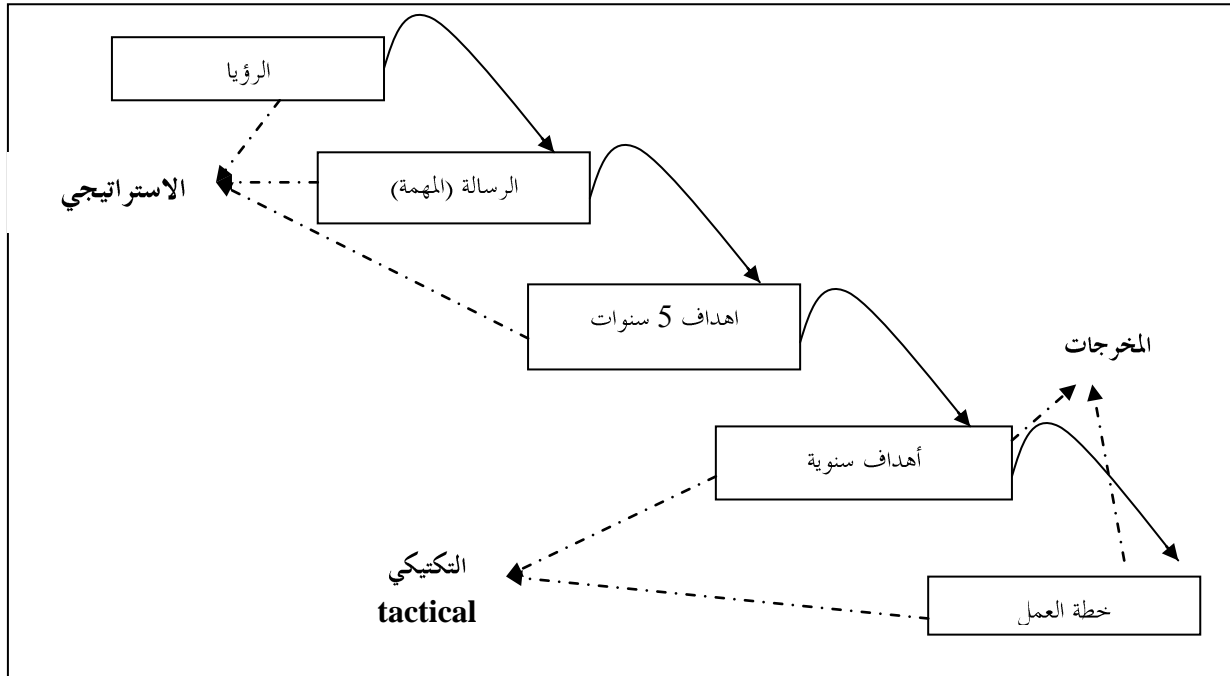 الرؤيا
الرسالة (المهمة)
الاستراتيجي
اهداف 5 سنوات
المخرجات
أهداف سنوية
التكتيكي
tactical
خطة العمل